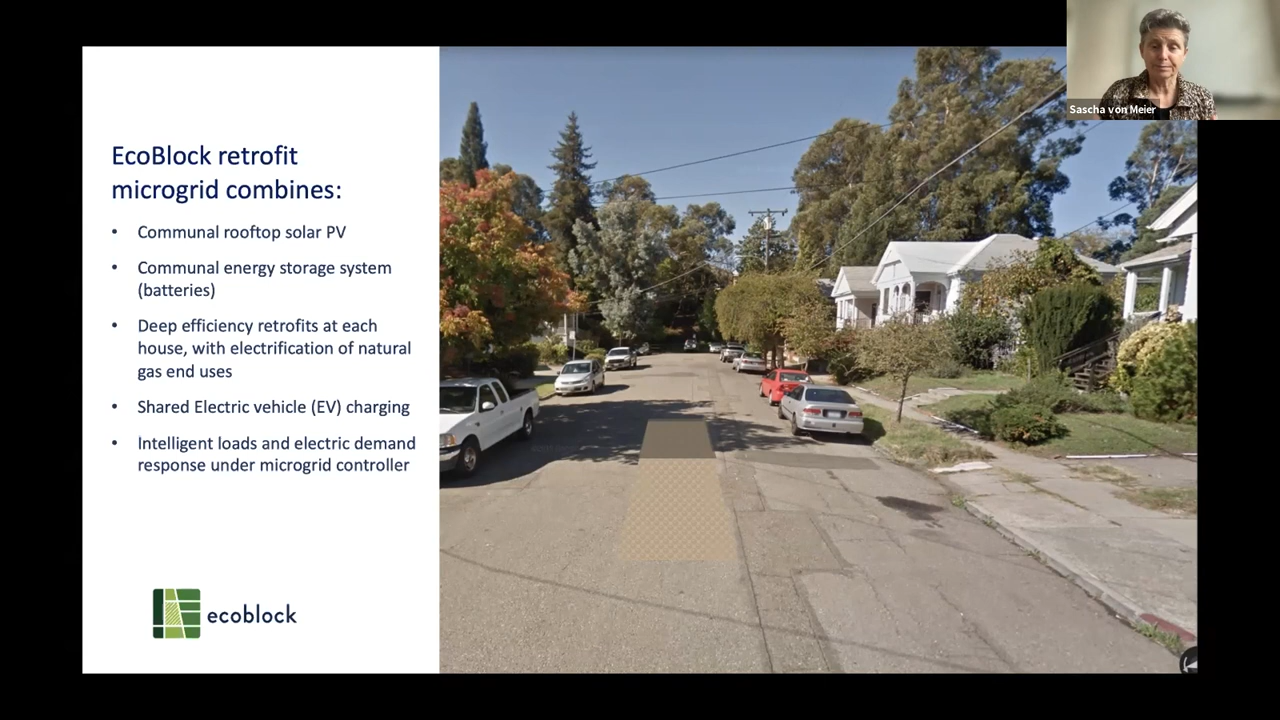 Sascha von Meier
EcoBlock retrofit
microgrid combines:
• Communal rooftop solar PV
• Communal energy storage system
(batteries)
• Deep efficiency retrofits at each
house, with electrification of natural
gas end uses
• Shared Electric vehicle (EV) charging
• Intelligent loads and electric demand
response under microgrid controller
ecoblock